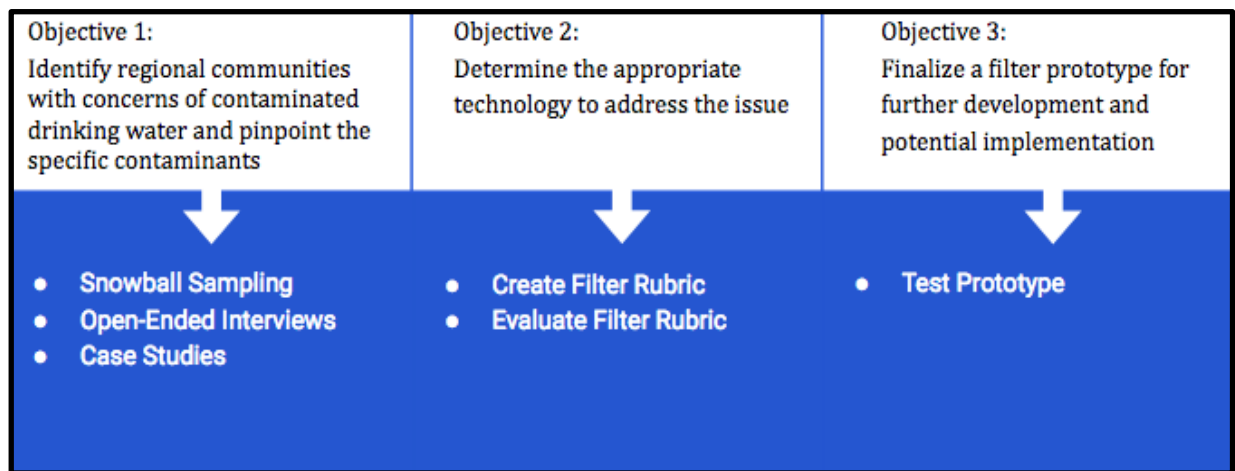 Objective 1:
Identify regional communities
with concerns of contaminated
drinking water and pinpoint the
specific contaminants
Objective 2:
Determine the appropriate
technology to address the issue
Objective 3:
Finalize a filter prototype for
further development and
potential implementation
● Snowball Sampling
● Open-Ended Interviews
● Case Studies
● Create Filter Rubric
● Evaluate Filter Rubric
● Test Prototype